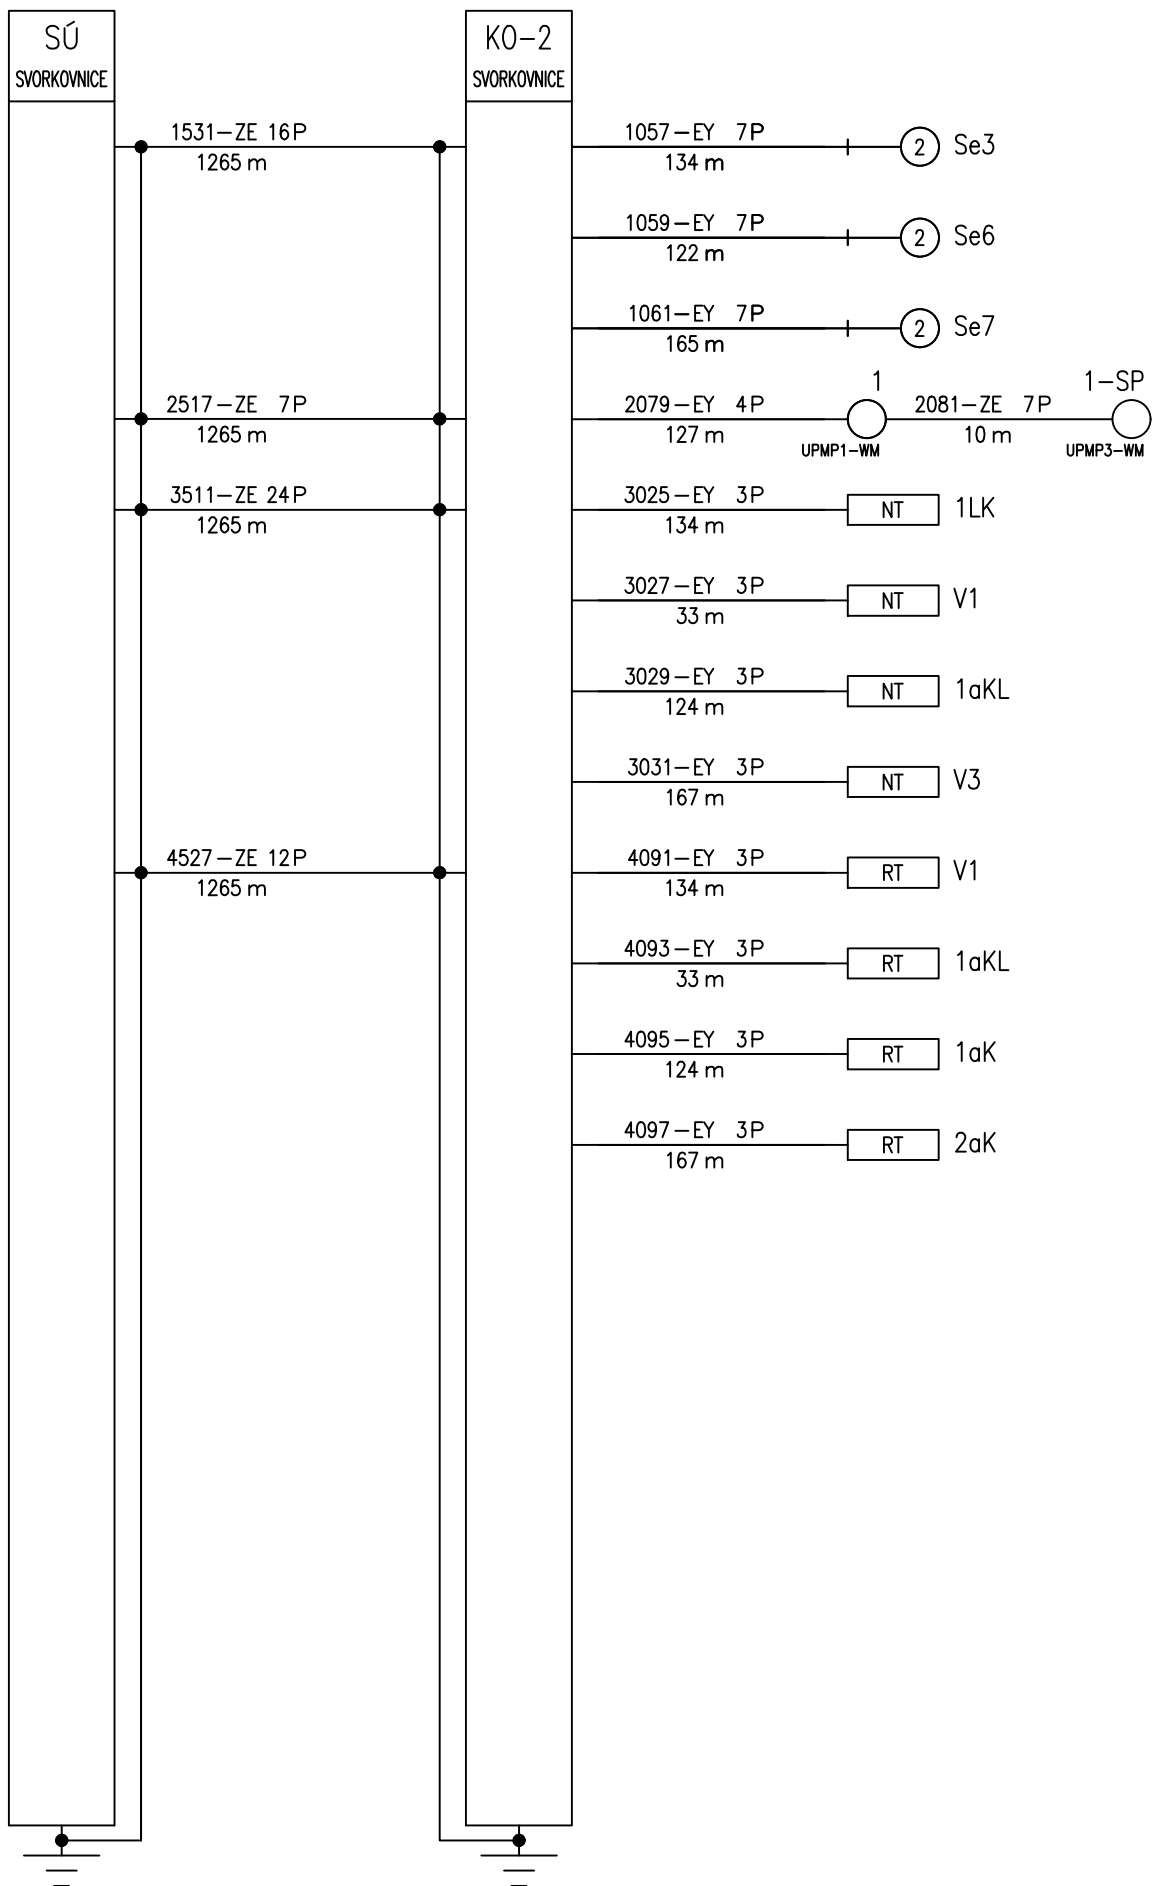 SÚ
SVORKOVNICE
KO-2
SVORKOVNICE
1531-ZE 16P
1265 m
1057-EY 7P
134 m
2 Se3
1059-EY 7P
122 m
2 Se6
1061-EY 7P
165 m
2 Se7
2517-ZE 7P
1265 m
2079-EY 4P
127 m
1
UPMP1-WM
2081-ZE 7P
10 m
1-SP
UPMP3-WM
3511-ZE 24P
1265 m
3025-EY 3P
134 m
NT 1LK
3027-EY 3P
33 m
NT V1
3029-EY 3P
124 m
NT 1aKL
3031-EY 3P
167 m
NT V3
4527-ZE 12P
1265 m
4091-EY 3P
134 m
RT V1
4093-EY 3P
33 m
RT 1aKL
4095-EY 3P
124 m
RT 1aK
4097-EY 3P
167 m
RT 2aK